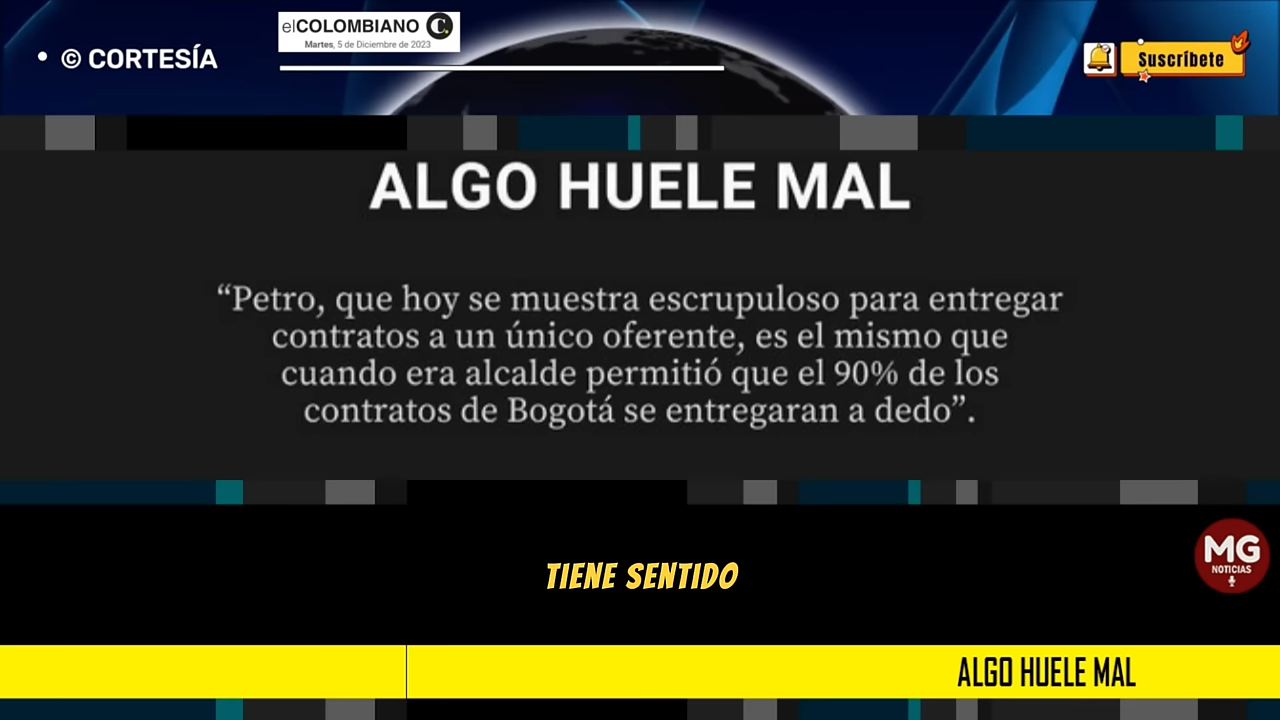 elCOLOMBIANO C
Martes, 5 de Diciembre de 2023
• © CORTESÍA
Suscríbete
ALGO HUELE MAL
“Petro, que hoy se muestra escrupuloso para entregar
contratos a un único oferente, es el mismo que
cuando era alcalde permitió que el 90% de los
contratos de Bogotá se entregaran a dedo”.
MG
NOTICIAS
TIENE SENTIDO
ALGO HUELE MAL